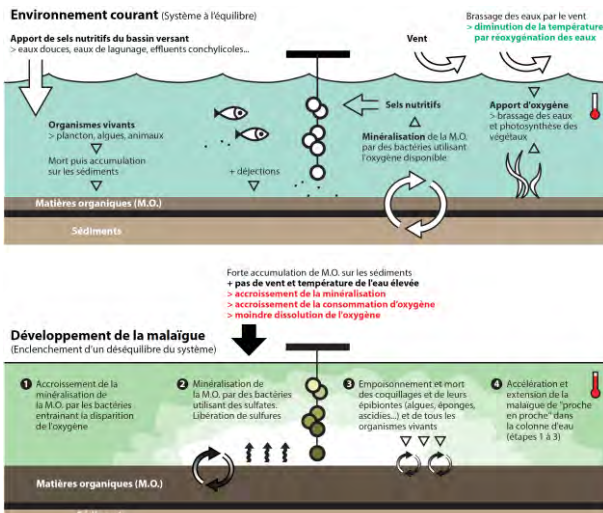 Environnement courant (Système à l'équilibre)
Apport de sels nutritifs du bassin versant
> eaux douces, eaux de lagunage, effluents conchylicoles...
Vent
Brassage des eaux par le vent
> diminution de la température
par réoxygénation des eaux
Organismes vivants
> plancton, algues, animaux
Mort puis accumulation
sur les sédiments
+ déjections
Sels nutritifs
Minéralisation de la M.O.
par des bactéries utilisant
l'oxygène disponible
Apport d'oxygène
> brassage des eaux
et photosynthèse des
végétaux
Matières organiques (M.O.)
Sédiments
Forte accumulation de M.O. sur les sédiments
+ pas de vent et température de l'eau élevée
> accroissement de la minéralisation
> accroissement de la consommation d'oxygène
> moindre dissolution de l'oxygène
Développement de la malaïgue
(Enclenchement d'un déséquilibre du système)
1 Accroissement de la
minéralisation de
la M.O. par les bactéries
entrainant la disparition
de l'oxygène
2 Minéralisation de
la M.O. par des bactéries
utilisant des sulfates.
Libération de sulfures
3 Empoisonnement et mort
des coquillages et de leurs
épibiontes (algues, éponges,
ascidies...) et de tous les
organismes vivants
4 Accélération et
extension de la
malaïgue de "proche
en proche" dans
la colonne d'eau
(étapes 1 à 3)
Matières organiques (M.O.)